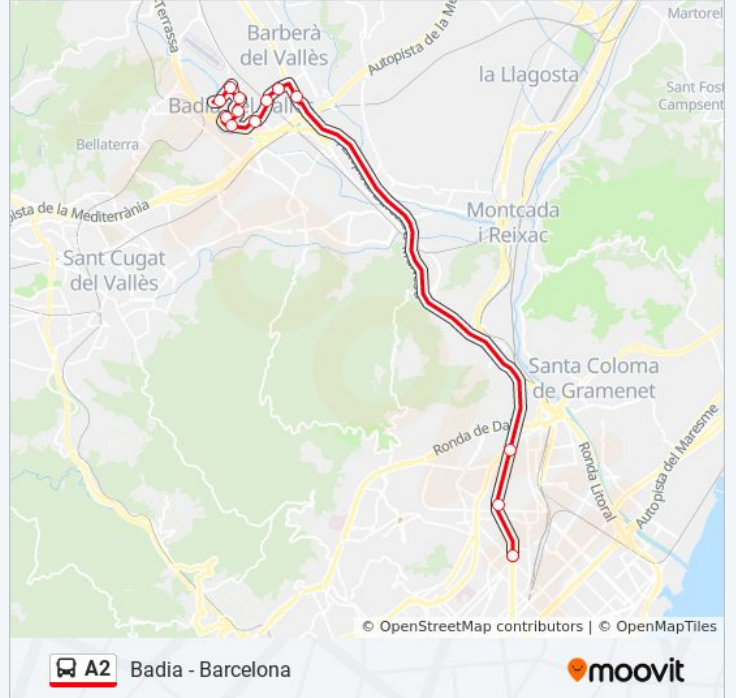 Martorel
-Terrassa
Barberà
del Vallès
Autopista de la Me
la Llagosta
Sant Fost
Campsent
Badia
Bellaterra
pista de la Mediterrània
Montcada
i Reixac
Sant Cugat
del Vallès
Santa Coloma
de Gramenet
Ronda de Da
Ronda Litoral
Autopista del Maresme
© OpenStreetMap contributors | © OpenMapTiles
A2 Badia - Barcelona
moovit